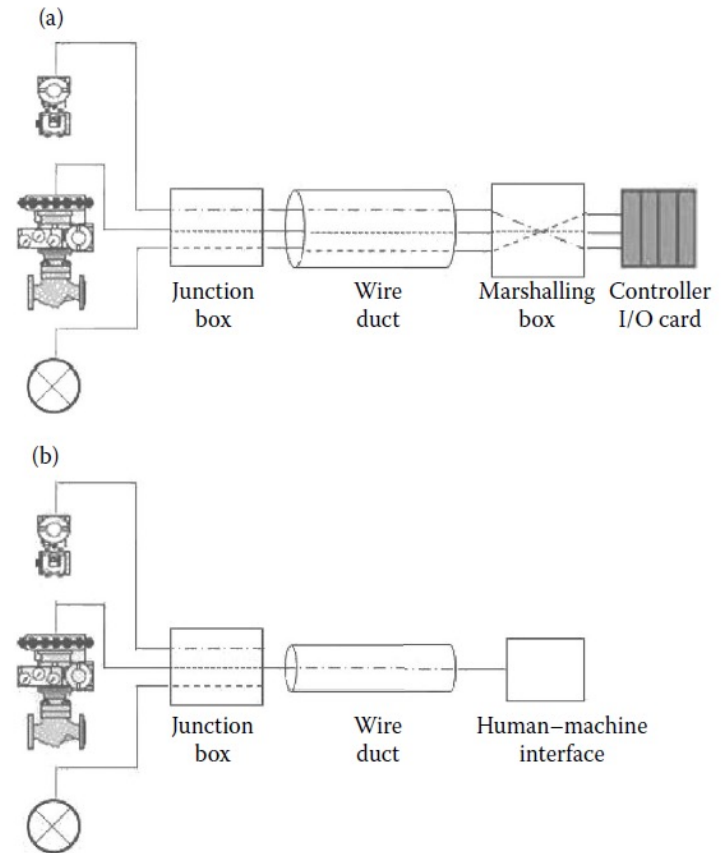 (a)
Junction
box
Wire
duct
Marshalling
box
Controller
I/O card
(b)
Junction
box
Wire
duct
Human–machine
interface